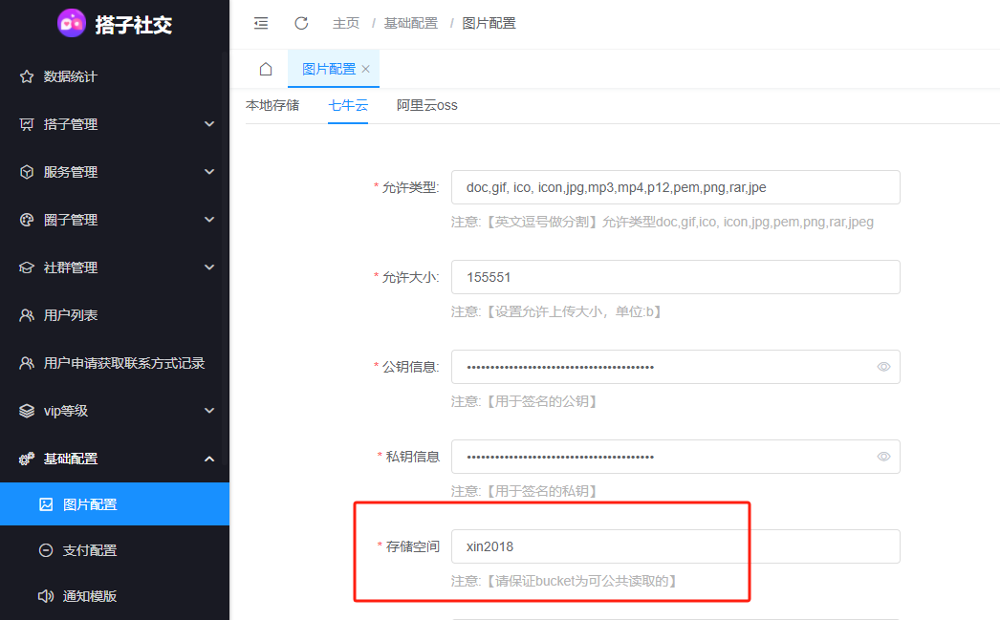 搭子社交
主页 / 基础配置 / 图片配置
图片配置
本地存储 七牛云 阿里云oss
数据统计
搭子管理
服务管理
圈子管理
社群管理
用户列表
用户申请获取联系方式记录
vip等级
基础配置
图片配置
支付配置
通知模版
* 允许类型: doc,gif, ico, icon,jpg,mp3,mp4,p12,pem,png,rar,jpe
注意:【英文逗号做分割】允许类型doc,gif,ico, icon,jpg,pem,png,rar,jpeg
* 允许大小: 155551
注意:【设置允许上传大小，单位:b】
* 公钥信息: ••••••••••••••••••••••••••••••••••••••••
注意:【用于签名的公钥】
* 私钥信息 ••••••••••••••••••••••••••••••••••••••••
注意:【用于签名的私钥】
* 存储空间 xin2018
注意:【请保证bucket为可公共读取的】